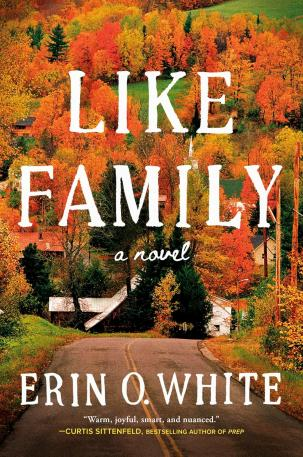 LIKE
FAMILY
a novel
ERIN O. WHITE
"Warm, joyful, smart, and nuanced."
—CURTIS SITTENFELD, BESTSELLING AUTHOR OF PREP